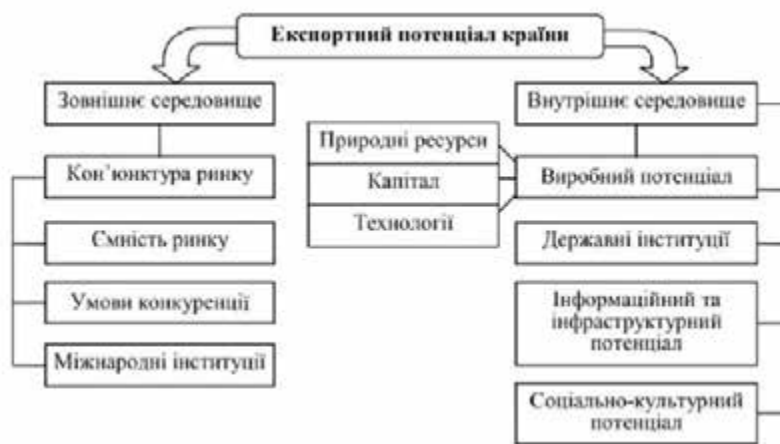 Експортний потенціал країни
Зовнішнє середовище
Кон’юнктура ринку
Ємність ринку
Умови конкуренції
Міжнародні інституції
Внутрішнє середовище
Природні ресурси
Капітал
Технології
Виробний потенціал
Державні інституції
Інформаційний та
інфраструктурний
потенціал
Соціально-культурний
потенціал